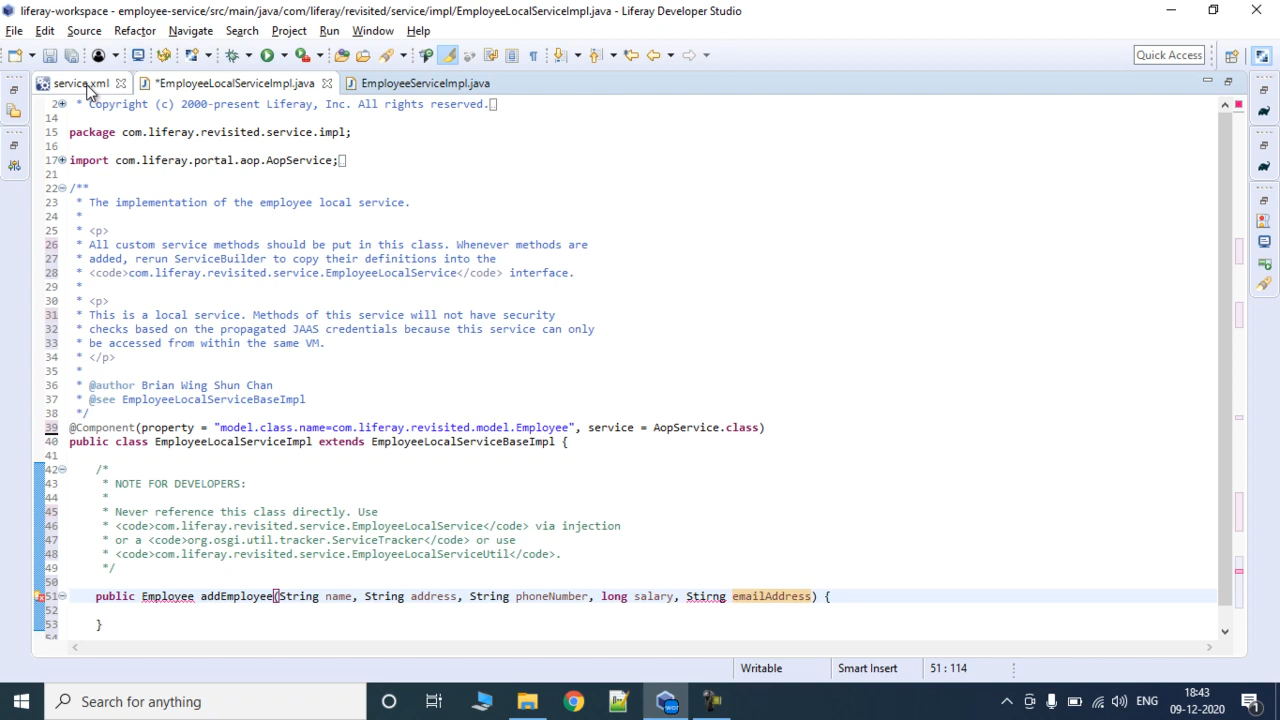 liferay-workspace - employee-service/src/main/java/com/liferay/revisited/service/impl/EmployeeLocalServiceImpl.java - Liferay Developer Studio
File Edit Source Refactor Navigate Search Project Run Window Help
Quick Access
service.xml *EmployeeLocalServiceImpl.java EmployeeServiceImpl.java
2 * Copyright (c) 2000-present Liferay, Inc. All rights reserved.
14
15 package com.liferay.revisited.service.impl;
16
17 import com.liferay.portal.aop.AopService;
21
22 /**
23 * The implementation of the employee local service.
24 *
25 * <p>
26 * All custom service methods should be put in this class. Whenever methods are
27 * added, rerun ServiceBuilder to copy their definitions into the
28 * <code>com.liferay.revisited.service.EmployeeLocalService</code> interface.
29 *
30 * <p>
31 * This is a local service. Methods of this service will not have security
32 * checks based on the propagated JAAS credentials because this service can only
33 * be accessed from within the same VM.
34 * </p>
35 *
36 * @author Brian Wing Shun Chan
37 * @see EmployeeLocalServiceBaseImpl
38 */
39 @Component(property = "model.class.name=com.liferay.revisited.model.Employee", service = AopService.class)
40 public class EmployeeLocalServiceImpl extends EmployeeLocalServiceBaseImpl {
41
42 /*
43 * NOTE FOR DEVELOPERS:
44 *
45 * Never reference this class directly. Use
46 * <code>com.liferay.revisited.service.EmployeeLocalService</code> via injection
47 * or a <code>org.osgi.util.tracker.ServiceTracker</code> or use
48 * <code>com.liferay.revisited.service.EmployeeLocalServiceUtil</code>.
49 */
50
51 public Employee addEmployee(String name, String address, String phoneNumber, long salary, Stirng emailAddress) {
52
53 }
54
Writable Smart Insert 51 : 114
Search for anything
ENG 18:43
09-12-2020 1